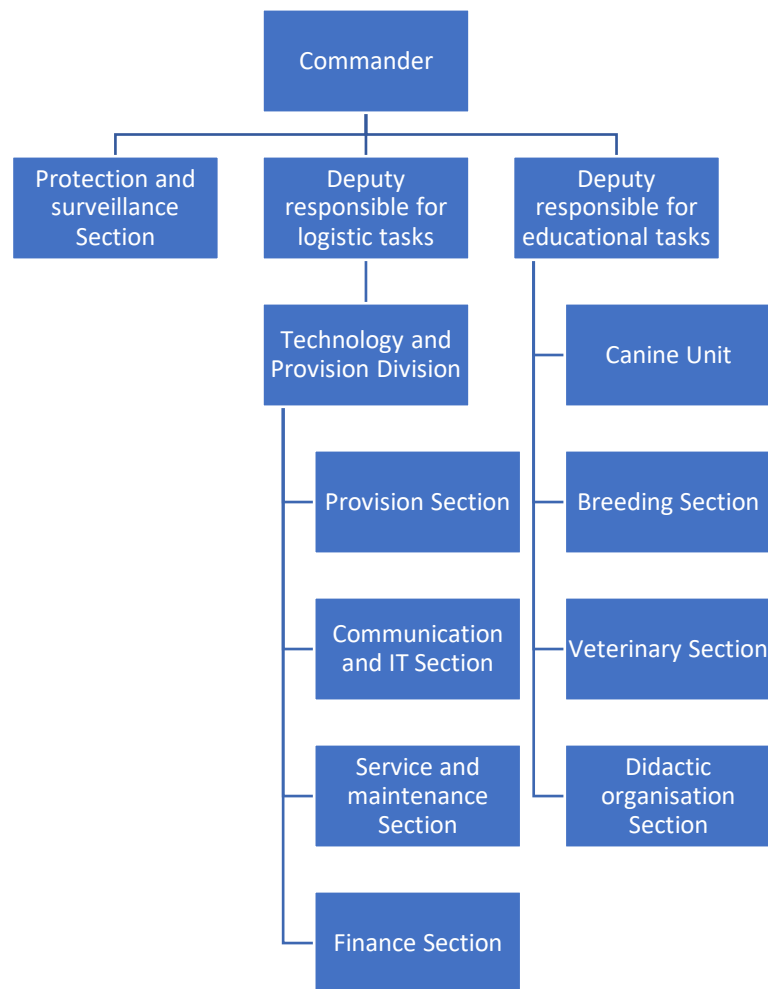 Commander
Protection and
surveillance
Section
Deputy
responsible for
logistic tasks
Deputy
responsible for
educational tasks
Technology and
Provision Division
Canine Unit
Provision Section
Breeding Section
Communication
and IT Section
Veterinary Section
Service and
maintenance
Section
Didactic
organisation
Section
Finance Section